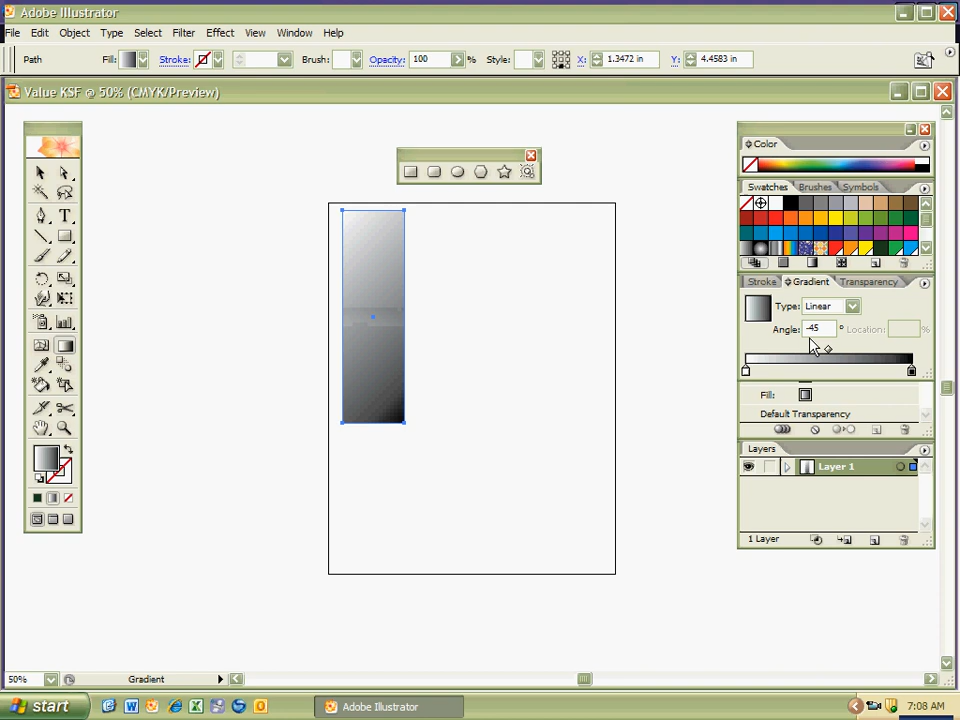 Adobe Illustrator
File Edit Object Type Select Filter Effect View Window Help
Path Fill: Stroke: Brush: Opacity: 100 % Style: X: 1.3472 in Y: 4.4583 in
Value KSF @ 50% (CMYK/Preview)
Color
Swatches Brushes Symbols
Stroke Gradient Transparency
Type: Linear
Angle: -45 ° Location: %
Fill:
Default Transparency
Layers
Layer 1
1 Layer
50% Gradient
start Adobe Illustrator 7:08 AM